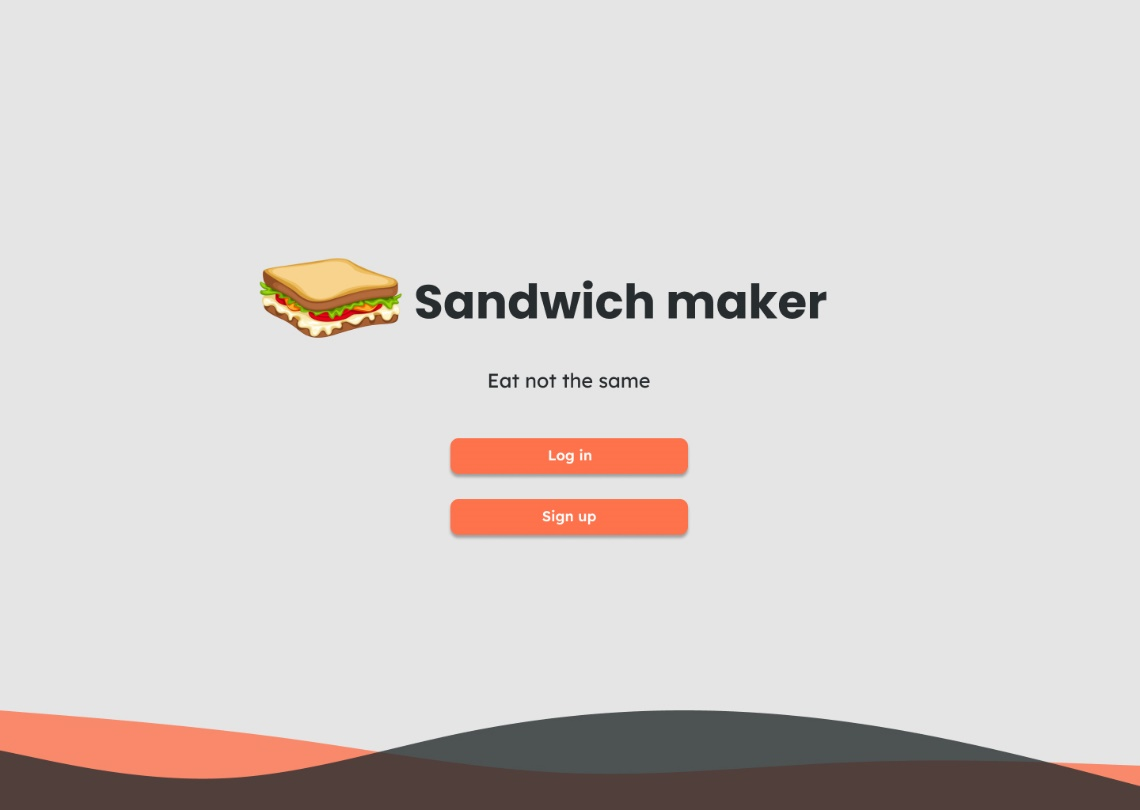 Sandwich maker
Eat not the same
Log in
Sign up